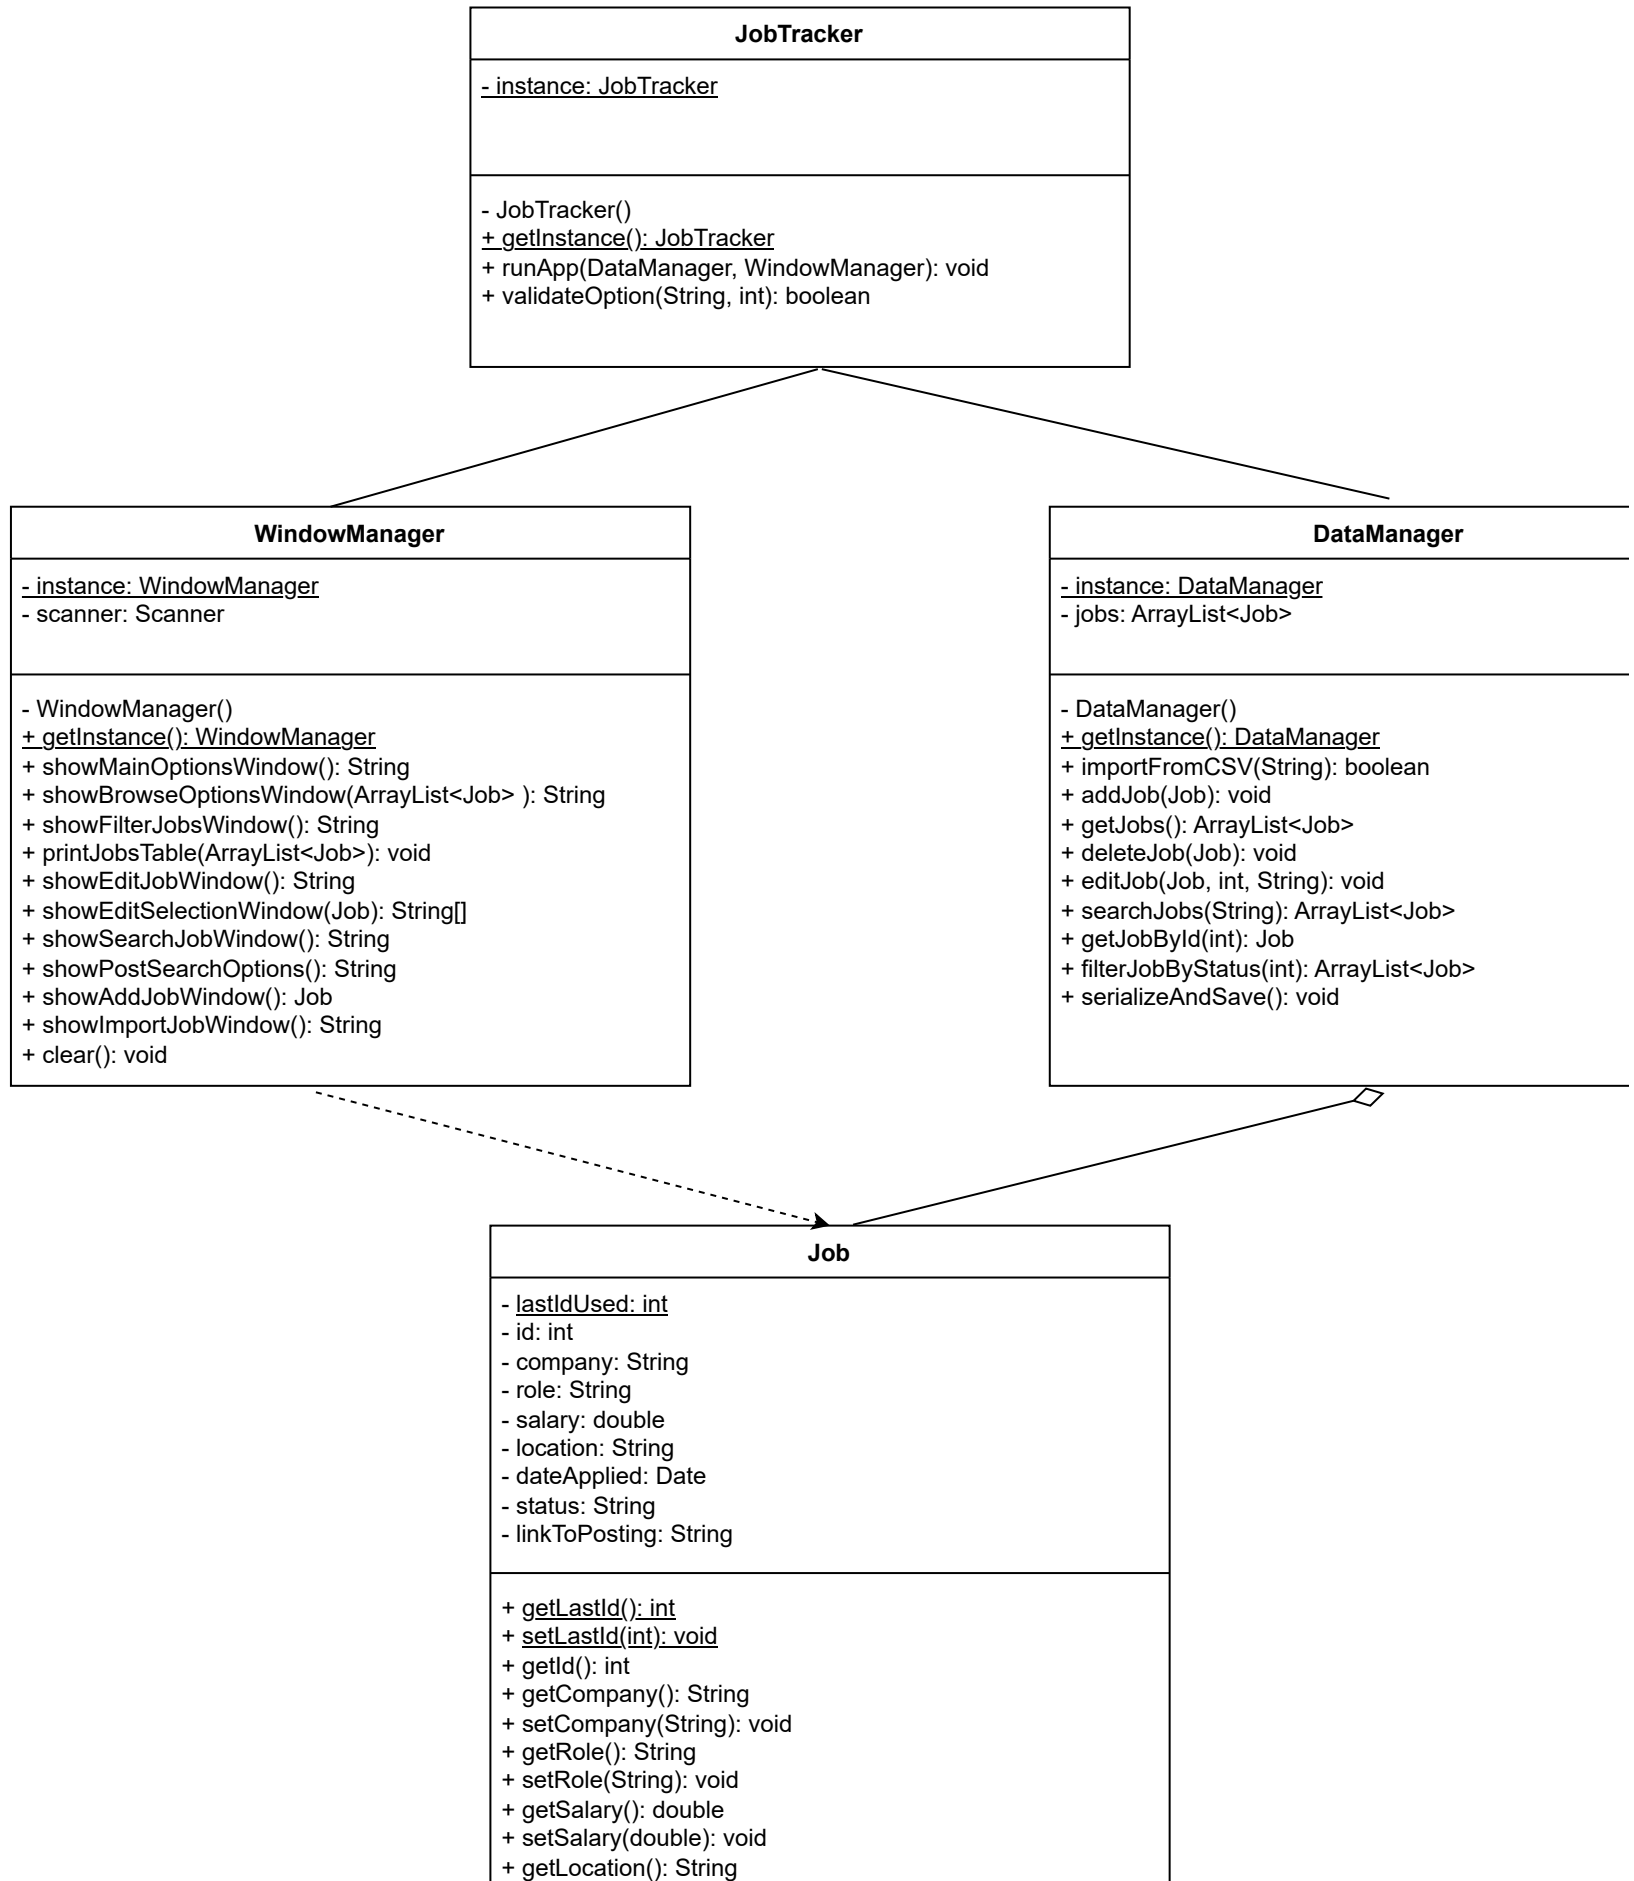 JobTracker
- instance: JobTracker
- JobTracker()
+ getInstance(): JobTracker
+ runApp(DataManager, WindowManager): void
+ validateOption(String, int): boolean
WindowManager
- instance: WindowManager
- scanner: Scanner
- WindowManager()
+ getInstance(): WindowManager
+ showMainOptionsWindow(): String
+ showBrowseOptionsWindow(ArrayList<Job> ): String
+ showFilterJobsWindow(): String
+ printJobsTable(ArrayList<Job>): void
+ showEditJobWindow(): String
+ showEditSelectionWindow(Job): String[]
+ showSearchJobWindow(): String
+ showPostSearchOptions(): String
+ showAddJobWindow(): Job
+ showImportJobWindow(): String
+ clear(): void
DataManager
- instance: DataManager
- jobs: ArrayList<Job>
- DataManager()
+ getInstance(): DataManager
+ importFromCSV(String): boolean
+ addJob(Job): void
+ getJobs(): ArrayList<Job>
+ deleteJob(Job): void
+ editJob(Job, int, String): void
+ searchJobs(String): ArrayList<Job>
+ getJobById(int): Job
+ filterJobByStatus(int): ArrayList<Job>
+ serializeAndSave(): void
Job
- lastIdUsed: int
- id: int
- company: String
- role: String
- salary: double
- location: String
- dateApplied: Date
- status: String
- linkToPosting: String
+ getLastId(): int
+ setLastId(int): void
+ getId(): int
+ getCompany(): String
+ setCompany(String): void
+ getRole(): String
+ setRole(String): void
+ getSalary(): double
+ setSalary(double): void
+ getLocation(): String